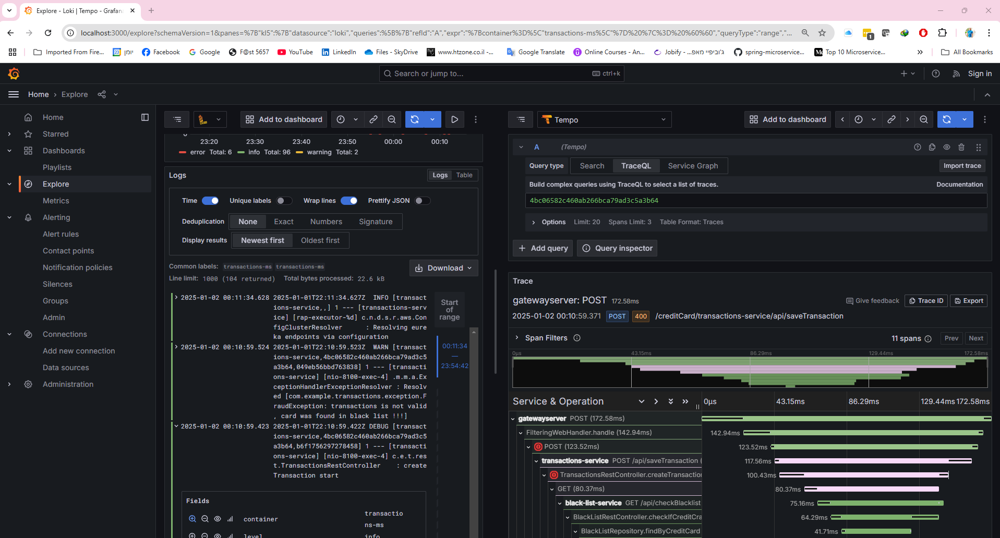 Explore - Loki | Tempo - Grafana
localhost:3000/explore?schemaVersion=1&panes=%7B"kl5":%7B"datasource":"loki","queries":%5B%7B"refId":"A","expr":"%7Bcontainer%3D%5C"transactions-ms%5C"%7D%20%7C%3D%20%60%60","queryType":"range","...
1
Imported From Fire...
23
יומן
Facebook
Google
F@st 5657
YouTube
LinkedIn
Files - SkyDrive
www.htzone.co.il -...
Google Translate
Online Courses - An...
Jobify - ...ג'וביפיי מאפ
spring-microservice...
Top 10 Microservice...
All Bookmarks
Search or jump to...
ctrl+k
Sign in
Home
Explore
Home
Starred
Dashboards
Playlists
Explore
Metrics
Alerting
Alert rules
Contact points
Notification policies
Silences
Groups
Admin
Connections
Add new connection
Data sources
Administration
Add to dashboard
0
23:20 23:30 23:40 23:50 00:00 00:10
error Total: 6 info Total: 96 warning Total: 2
Logs
Logs Table
Time Unique labels Wrap lines Prettify JSON
Deduplication None Exact Numbers Signature
Display results Newest first Oldest first
Common labels: transactions-ms transactions-ms
Download
Line limit: 1000 (104 returned) Total bytes processed: 22.6 kB
2025-01-02 00:11:34.628 2025-01-01T22:11:34.627Z INFO [transact
ions-service,,] 1 --- [transactions-serv
ice] [rap-executor-%d] c.n.d.s.r.aws.Con
figClusterResolver : Resolving eure
ka endpoints via configuration
2025-01-02 00:10:59.524 2025-01-01T22:10:59.523Z WARN [transact
ions-service,4bc06582c460ab266bca79ad3c5
a3b64,049eb56bbd763838] 1 --- [transacti
ons-service] [nio-8100-exec-4] .m.m.a.Ex
ceptionHandlerExceptionResolver : Resolv
ed [com.example.transactions.exception.F
raudException: transactions is not valid
, card was found in black list !!!]
2025-01-02 00:10:59.423 2025-01-01T22:10:59.422Z DEBUG [transact
ions-service,4bc06582c460ab266bca79ad3c5
a3b64,b6f1756297278458] 1 --- [transacti
ons-service] [nio-8100-exec-4] c.e.t.res
t.TransactionsRestController : create
Transaction start
Fields
container
transactio
ns-ms
level
info
Start
of
range
00:11:34
—
23:54:42
Tempo
Add to dashboard
A (Tempo)
Query type Search TraceQL Service Graph
Import trace
Build complex queries using TraceQL to select a list of traces.
Documentation
4bc06582c460ab266bca79ad3c5a3b64
Options Limit: 20 Spans Limit: 3 Table Format: Traces
Add query
Query inspector
Trace
gatewayserver: POST 172.58ms
Give feedback
Trace ID
Export
2025-01-02 00:10:59.371 POST 400 /creditCard/transactions-service/api/saveTransaction
Span Filters
11 spans
Prev
Next
0μs 43.15ms 86.29ms 129.44ms 172.58ms
Service & Operation
0μs 43.15ms 86.29ms 129.44ms 172.58ms
gatewayserver POST (172.58ms)
FilteringWebHandler.handle (142.94ms)
142.94ms
POST (123.52ms)
123.52ms
transactions-service POST /api/saveTransaction (
117.56ms
TransactionsRestController.createTransaction
100.43ms
GET (80.37ms)
80.37ms
black-list-service GET /api/checkBlacklist
75.16ms
BlackListRestController.checkIfCreditCra
64.29ms
BlackListRepository.findByCreditCard
41.71ms